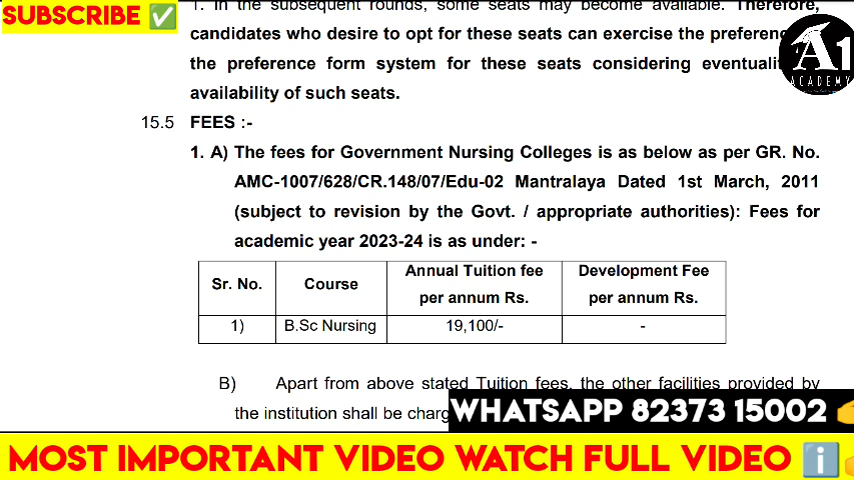 SUBSCRIBE ✅
1. In the subsequent rounds, some seats may become available. Therefore,
candidates who desire to opt for these seats can exercise the
the preference form system for these seats considering
availability of such seats.
A1
ACADEMY
15.5 FEES :-
1. A) The fees for Government Nursing Colleges is as below as per GR. No.
AMC-1007/628/CR.148/07/Edu-02 Mantralaya Dated 1st March, 2011
(subject to revision by the Govt. / appropriate authorities): Fees for
academic year 2023-24 is as under: -
Sr. No. Course Annual Tuition fee per annum Rs. Development Fee per annum Rs.
1) B.Sc Nursing 19,100/- -
B) Apart from above stated Tuition fees, the other facilities provided by
the institution shall be
WHATSAPP 82373 15002 👉
MOST IMPORTANT VIDEO WATCH FULL VIDEO ℹ️